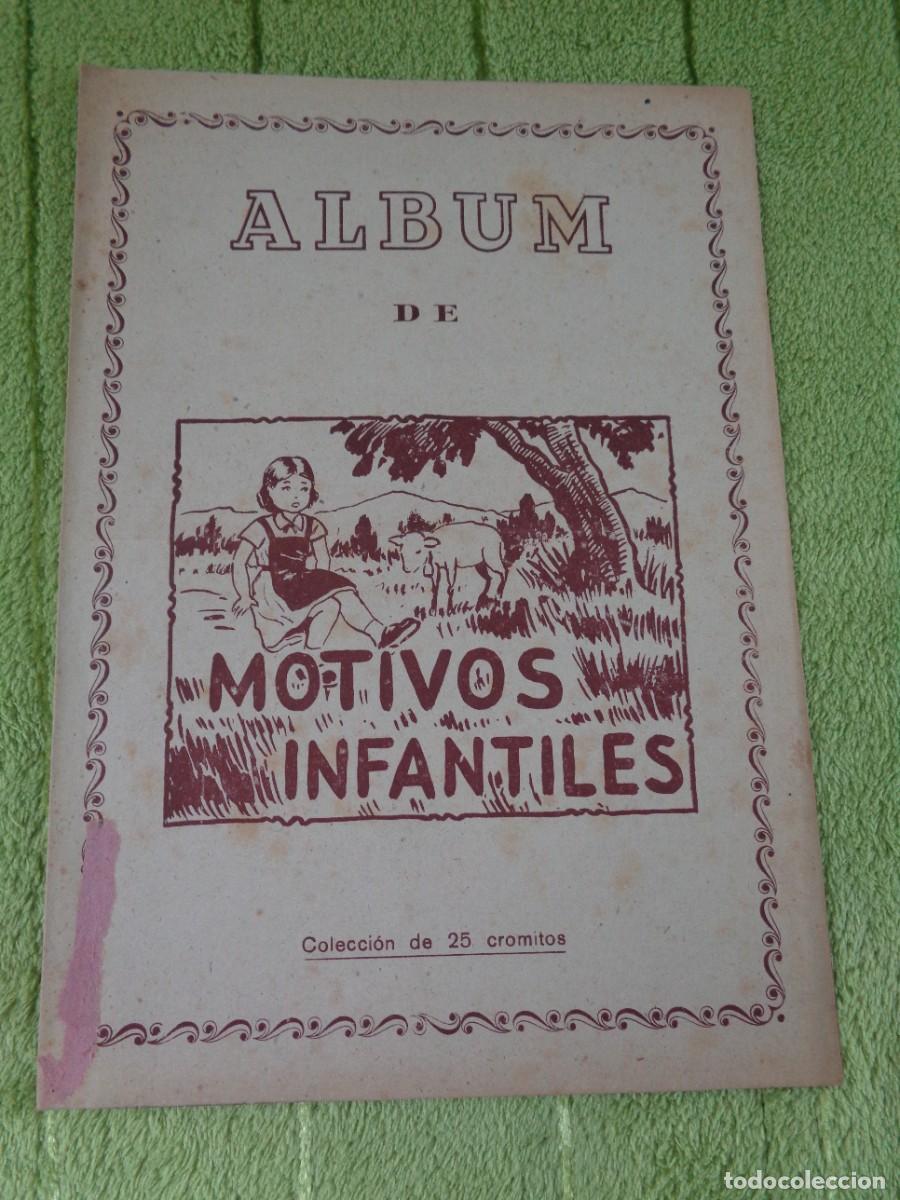 ALBUM
DE
MOTIVOS
INFANTILES
Colección de 25 cromitos
todocoleccion